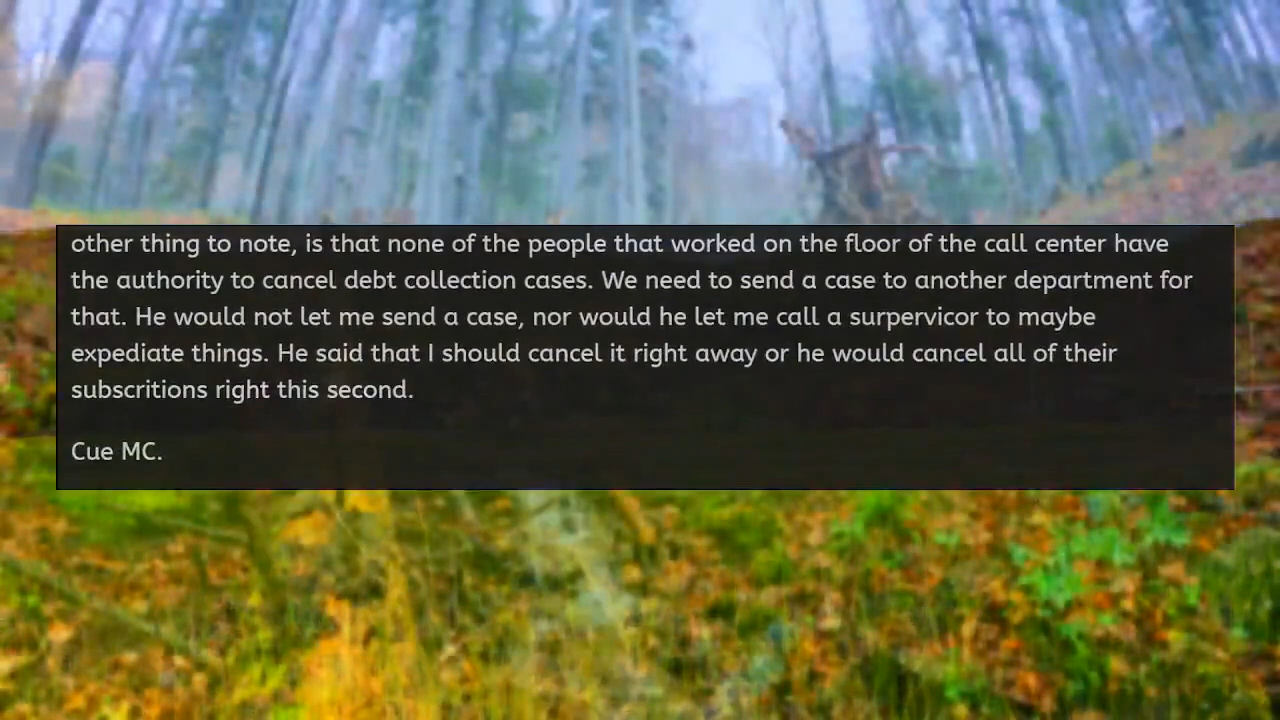 other thing to note, is that none of the people that worked on the floor of the call center have
the authority to cancel debt collection cases. We need to send a case to another department for
that. He would not let me send a case, nor would he let me call a surpervicor to maybe
expediate things. He said that I should cancel it right away or he would cancel all of their
subscritions right this second.
Cue MC.